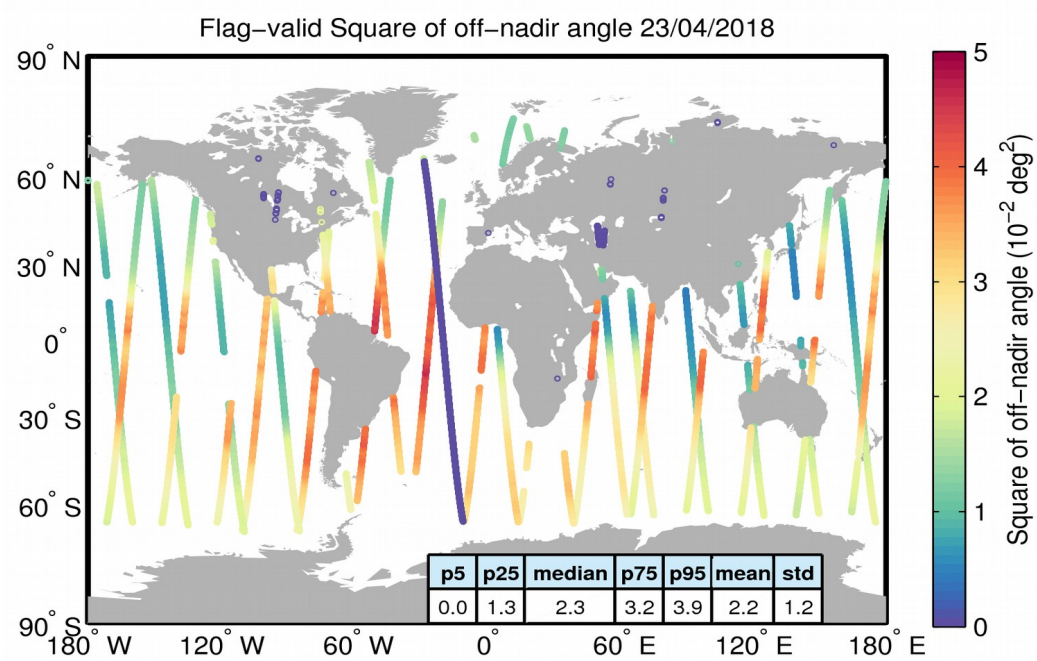 Flag−valid Square of off−nadir angle 23/04/2018
90° N
60° N
30° N
0°
30° S
60° S
90° S
180° W
120° W
60° W
0°
60° E
120° E
180° E
5
4
3
2
1
0
Square of off−nadir angle (10⁻² deg²)
p5 p25 median p75 p95 mean std
0.0 1.3 2.3 3.2 3.9 2.2 1.2